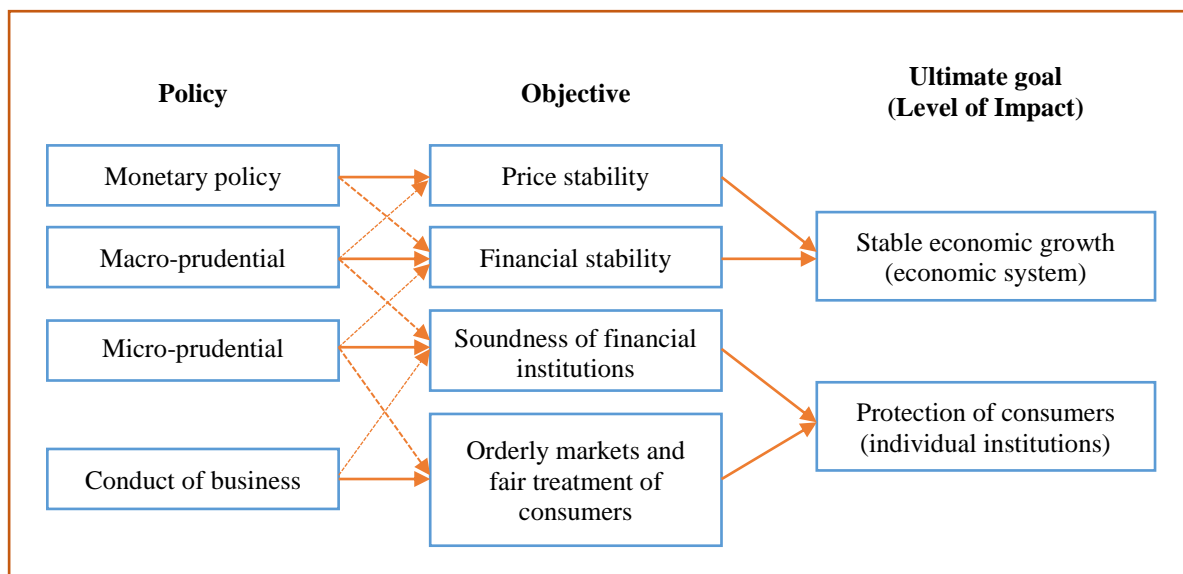 Policy
Objective
Ultimate goal
(Level of Impact)
Monetary policy
Price stability
Macro-prudential
Financial stability
Stable economic growth
(economic system)
Micro-prudential
Soundness of financial
institutions
Protection of consumers
(individual institutions)
Conduct of business
Orderly markets and
fair treatment of
consumers